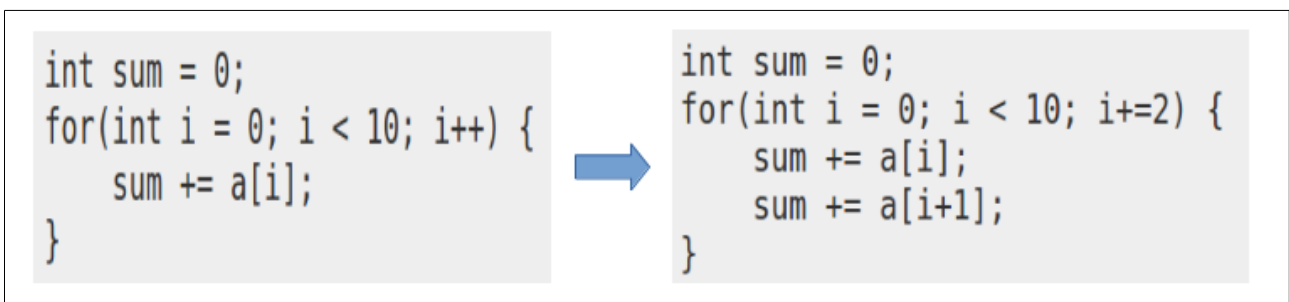 int sum = 0;
for(int i = 0; i < 10; i++) {
    sum += a[i];
}
int sum = 0;
for(int i = 0; i < 10; i+=2) {
    sum += a[i];
    sum += a[i+1];
}